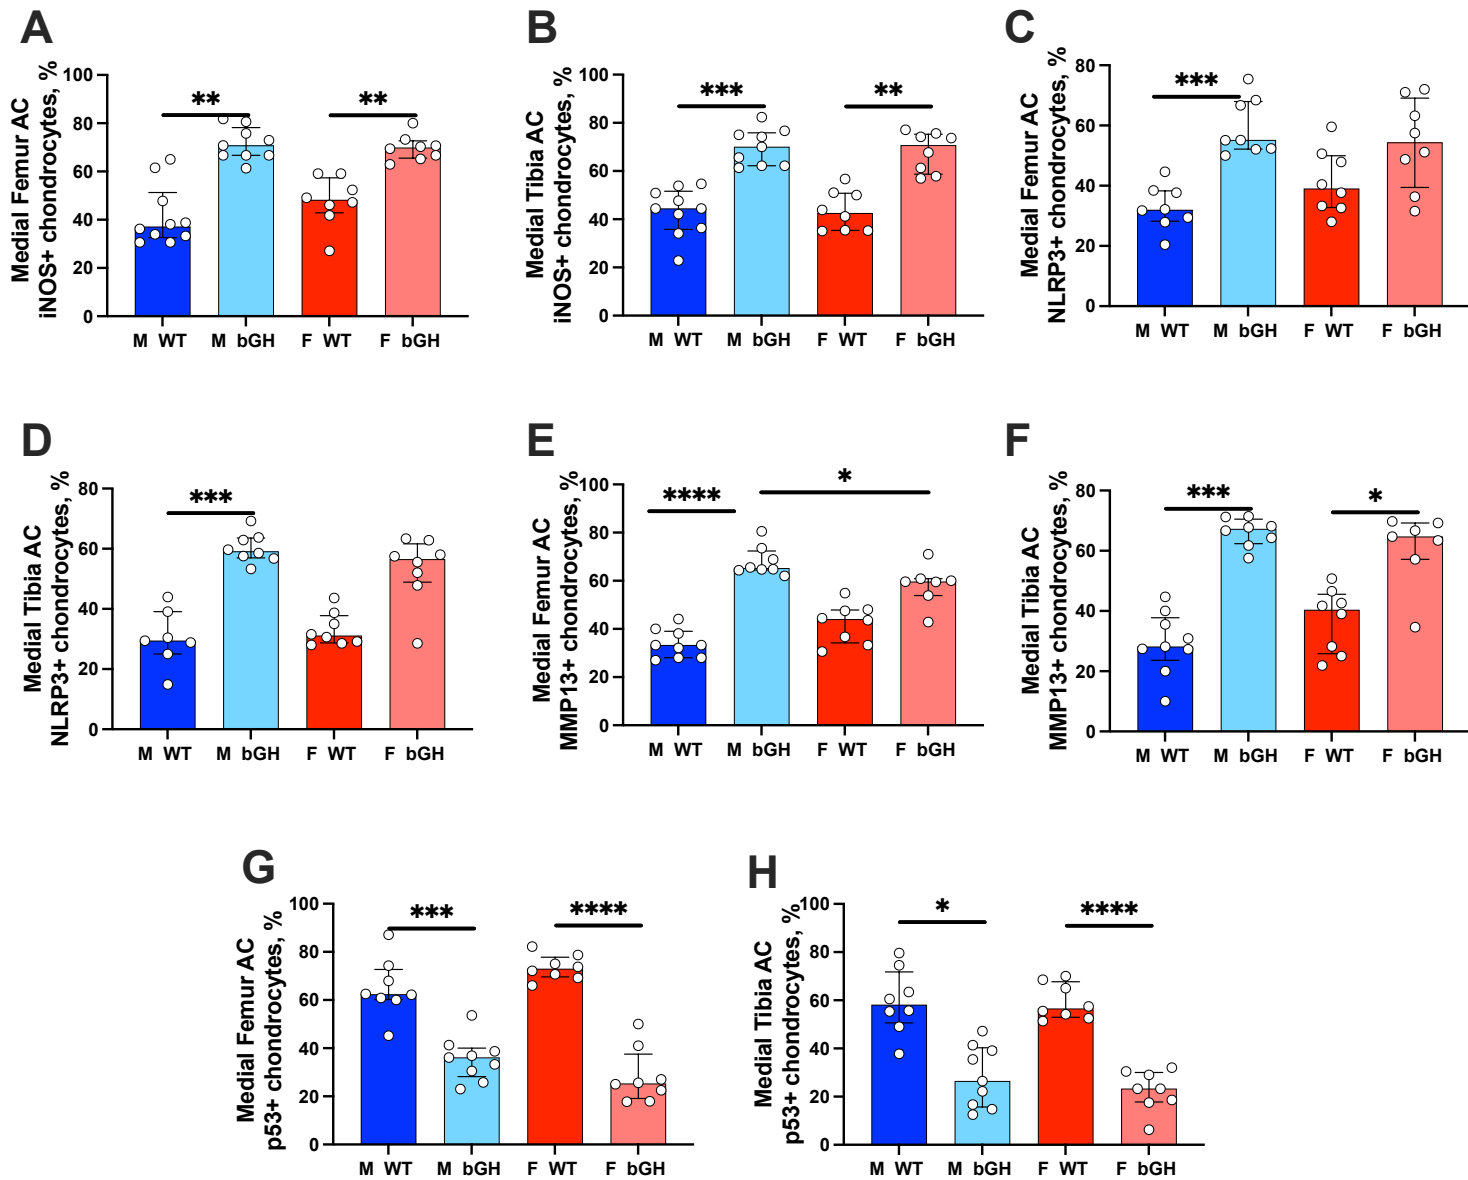 A
Medial Femur AC
iNOS+ chondrocytes, %
100
80
60
40
20
0
** **
M WT M bGH F WT F bGH
B
Medial Tibia AC
iNOS+ chondrocytes, %
100
80
60
40
20
0
*** **
M WT M bGH F WT F bGH
C
Medial Femur AC
NLRP3+ chondrocytes, %
80
60
40
20
0
***
M WT M bGH F WT F bGH
D
Medial Tibia AC
NLRP3+ chondrocytes, %
80
60
40
20
0
***
M WT M bGH F WT F bGH
E
Medial Femur AC
MMP13+ chondrocytes, %
100
80
60
40
20
0
**** *
M WT M bGH F WT F bGH
F
Medial Tibia AC
MMP13+ chondrocytes, %
80
60
40
20
0
*** *
M WT M bGH F WT F bGH
G
Medial Femur AC
p53+ chondrocytes, %
100
80
60
40
20
0
*** ****
M WT M bGH F WT F bGH
H
Medial Tibia AC
p53+ chondrocytes, %
100
80
60
40
20
0
* ****
M WT M bGH F WT F bGH